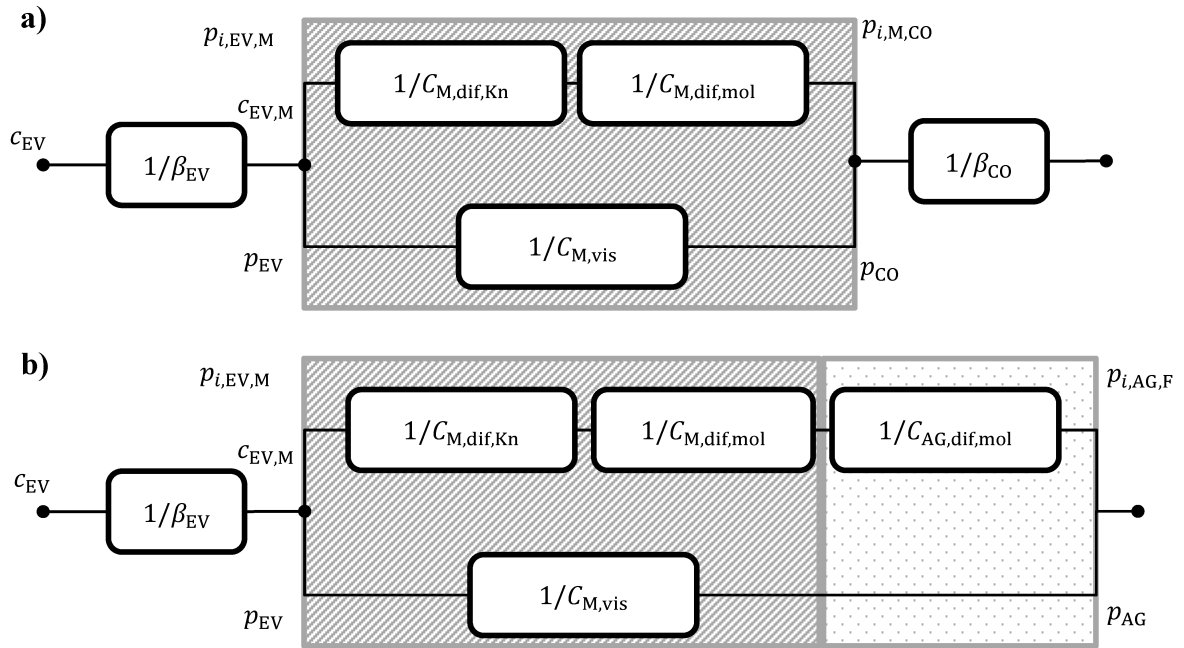 a)
p_{i,EV,M}
p_{i,M,CO}
1/C_{M,dif,Kn}
1/C_{M,dif,mol}
c_{EV,M}
c_{EV}
1/β_{EV}
1/β_{CO}
1/C_{M,vis}
p_{EV}
p_{CO}
b)
p_{i,EV,M}
p_{i,AG,F}
1/C_{M,dif,Kn}
1/C_{M,dif,mol}
1/C_{AG,dif,mol}
c_{EV,M}
c_{EV}
1/β_{EV}
1/C_{M,vis}
p_{EV}
p_{AG}